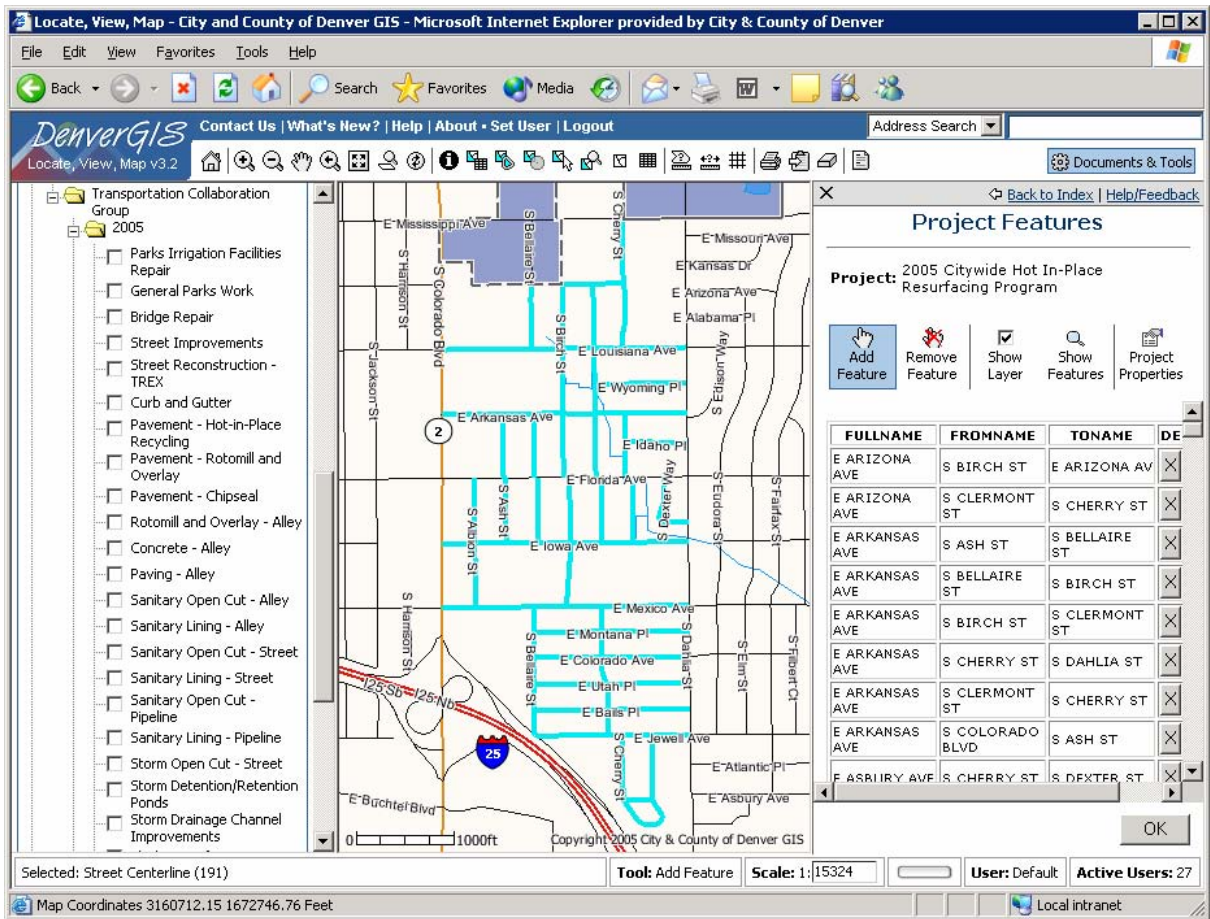 Locate, View, Map - City and County of Denver GIS - Microsoft Internet Explorer provided by City & County of Denver
File Edit View Favorites Tools Help
Back Search Favorites Media
DenverGIS
Locate, View, Map v3.2
Contact Us | What's New? | Help | About • Set User | Logout
Address Search
Documents & Tools
Transportation Collaboration
Group
2005
Parks Irrigation Facilities
Repair
General Parks Work
Bridge Repair
Street Improvements
Street Reconstruction -
TREX
Curb and Gutter
Pavement - Hot-in-Place
Recycling
Pavement - Rotomill and
Overlay
Pavement - Chipseal
Rotomill and Overlay - Alley
Concrete - Alley
Paving - Alley
Sanitary Open Cut - Alley
Sanitary Lining - Alley
Sanitary Open Cut - Street
Sanitary Lining - Street
Sanitary Open Cut -
Pipeline
Sanitary Lining - Pipeline
Storm Open Cut - Street
Storm Detention/Retention
Ponds
Storm Drainage Channel
Improvements
E Mississippi Ave
S Bellaire St
S Cherry St
E Missouri Ave
E Kansas Dr
E Arizona Ave
E Alabama Pl
S Harrison St
S Colorado Blvd
S Birch St
E Louisiana Ave
S Jackson St
E Wyoming Pl
S Edison Way
E Arkansas Ave
2
E Idaho Pl
E Florida Ave
S Dexter Way
S Eudora St
S Fairfax St
S Ash St
S Albion St
E Iowa Ave
S Harrison St
E Mexico Ave
E Montana Pl
S Bellaire St
E Colorado Ave
S Dahlia St
S Elm St
S Filbert Ct
E Utah Pl
I25 Sb I25 Nb
E Bails Pl
25
E Jewell Ave
S Cherry St
E Atlantic Pl
E Buchtel Blvd
E Asbury Ave
0 1000ft
Copyright 2005 City & County of Denver GIS
Back to Index | Help/Feedback
Project Features
Project: 2005 Citywide Hot In-Place
Resurfacing Program
Add Feature
Remove Feature
Show Layer
Show Features
Project Properties
FULLNAME FROMNAME TONAME DE
E ARIZONA AVE S BIRCH ST E ARIZONA AV X
E ARIZONA AVE S CLERMONT ST S CHERRY ST X
E ARKANSAS AVE S ASH ST S BELLAIRE ST X
E ARKANSAS AVE S BELLAIRE ST S BIRCH ST X
E ARKANSAS AVE S BIRCH ST S CLERMONT ST X
E ARKANSAS AVE S CHERRY ST S DAHLIA ST X
E ARKANSAS AVE S CLERMONT ST S CHERRY ST X
E ARKANSAS AVE S COLORADO BLVD S ASH ST X
E ASBURY AVE S CHERRY ST S DEXTER ST X
OK
Selected: Street Centerline (191)
Tool: Add Feature
Scale: 1: 15324
User: Default
Active Users: 27
Map Coordinates 3160712.15 1672746.76 Feet
Local intranet